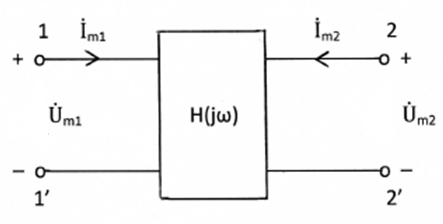 1 İm1 İm2 2
+ +
U̇m1 H(jω) U̇m2
− −
1′ 2′